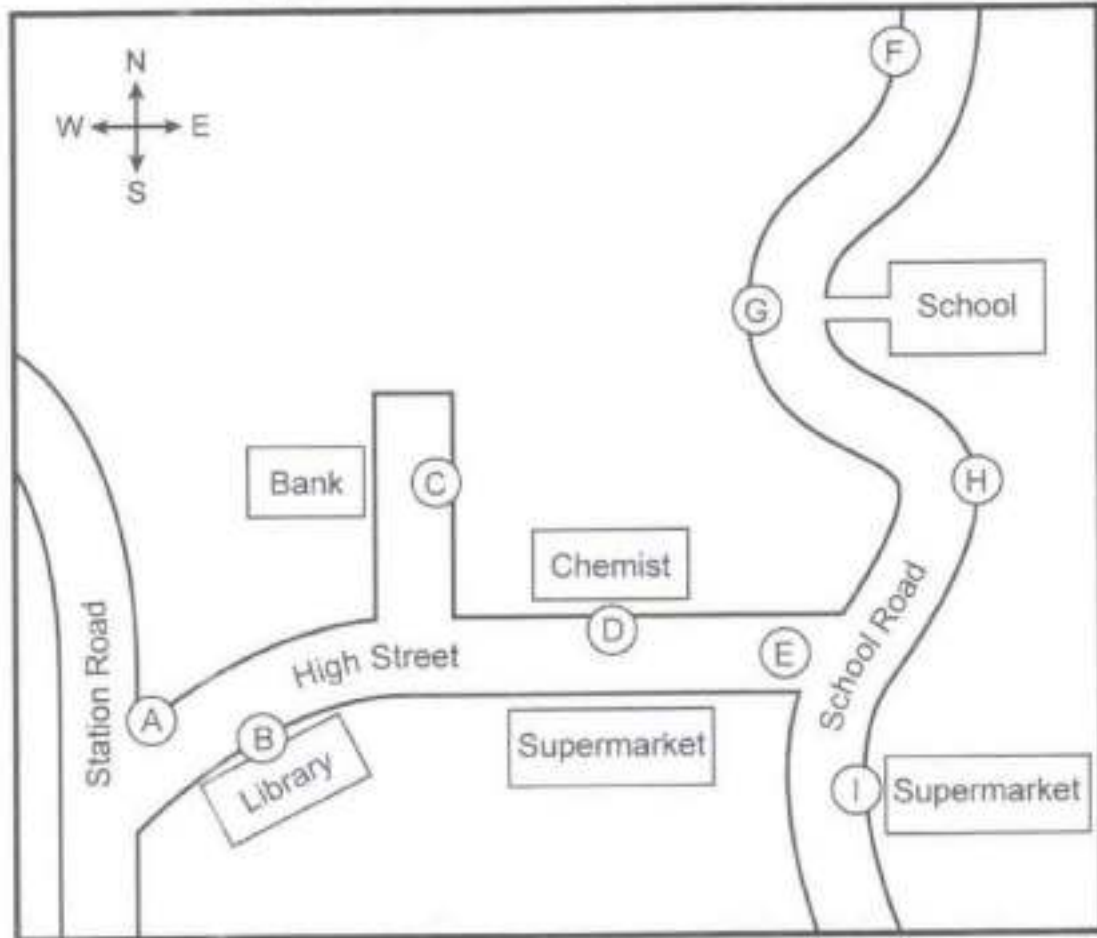 F
N
W E
S
G
School
Bank
C
H
Chemist
D
High Street
E
School Road
Station Road
A
B
Library
Supermarket
I
Supermarket